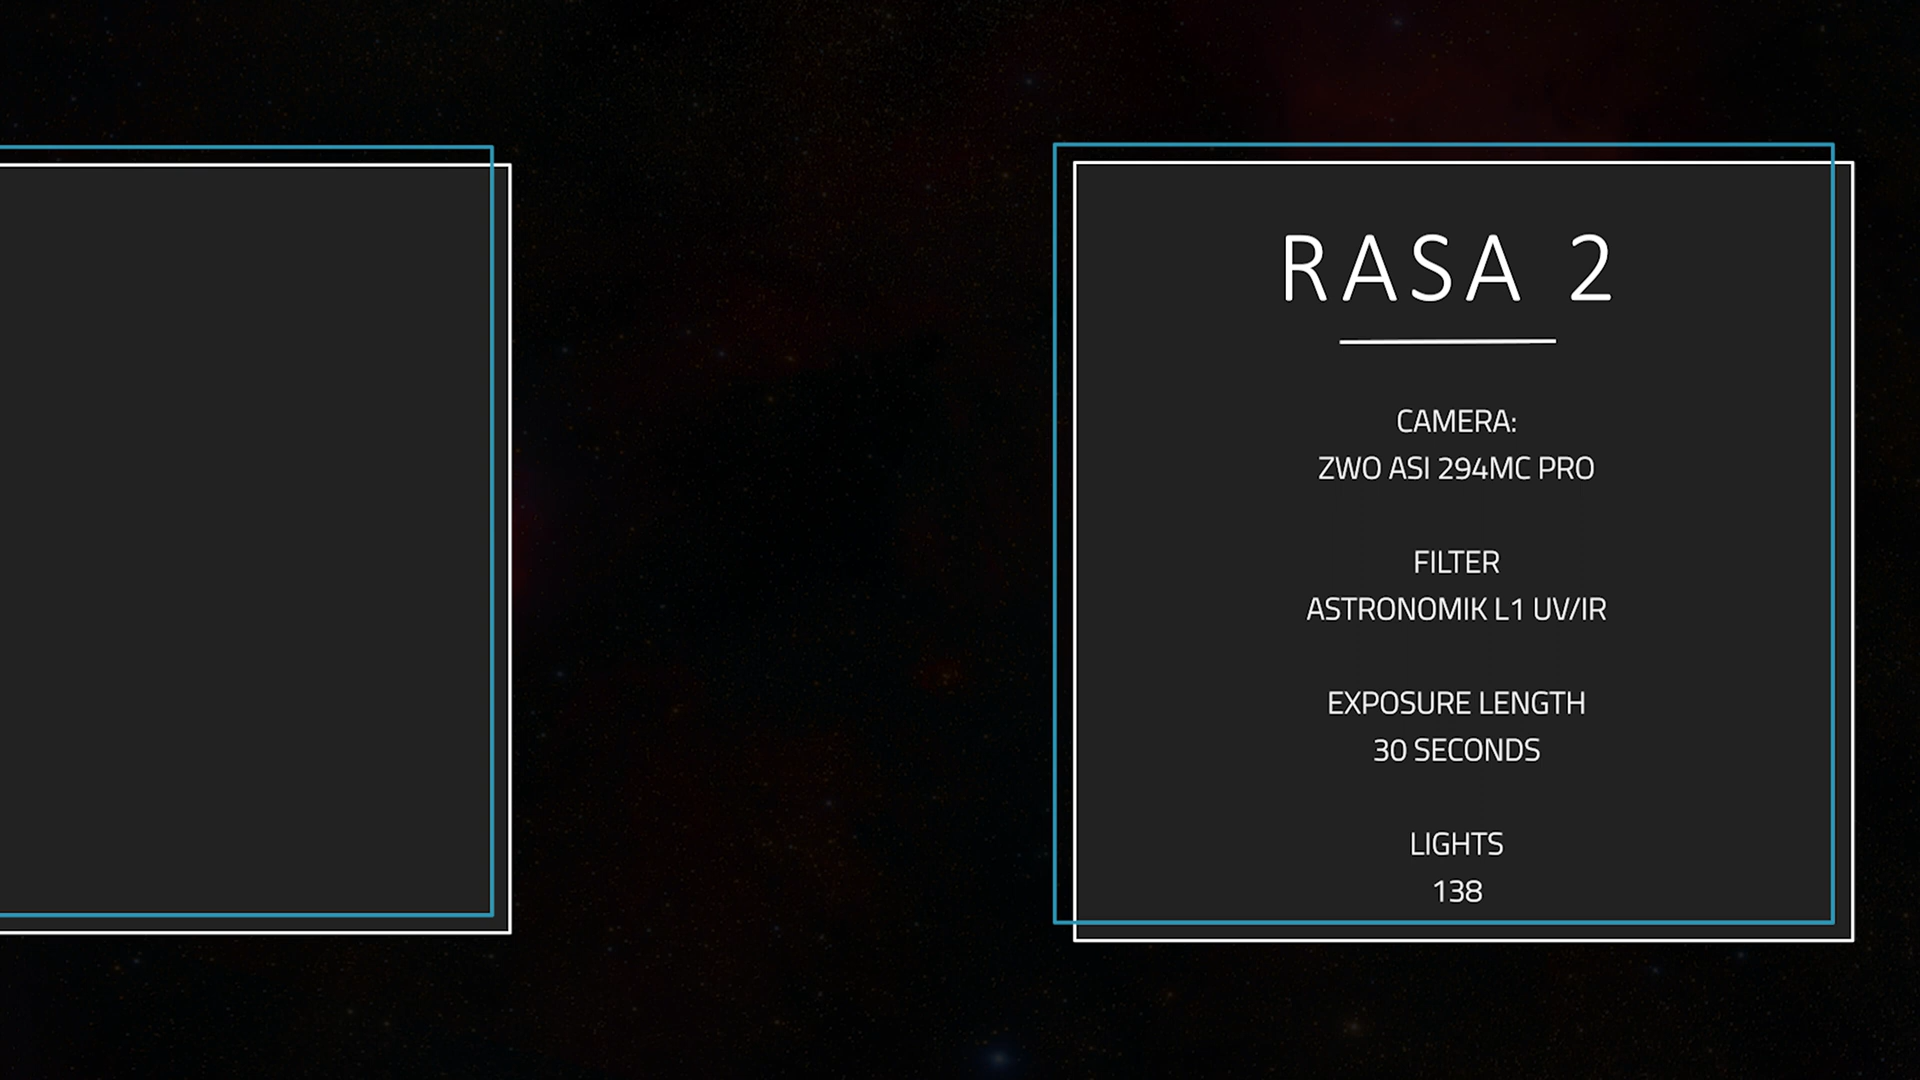 RASA 2
CAMERA:
ZWO ASI 294MC PRO
FILTER
ASTRONOMIK L1 UV/IR
EXPOSURE LENGTH
30 SECONDS
LIGHTS
138